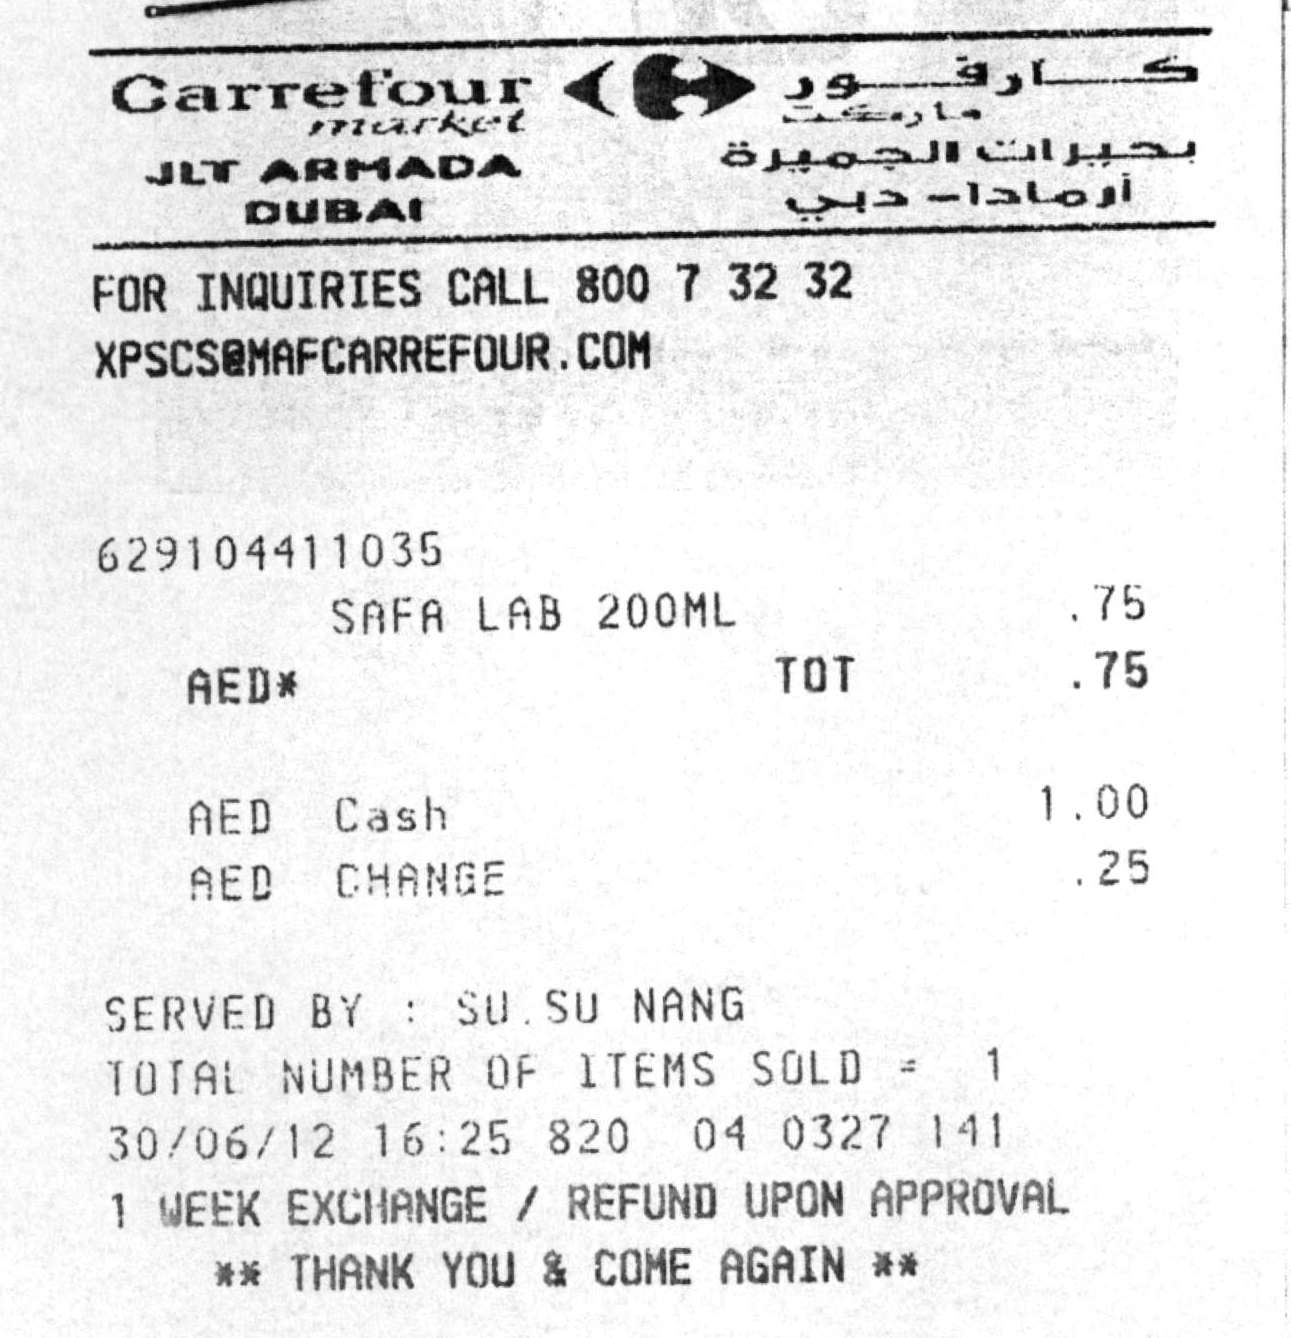 Carrefour
market
JLT ARMADA
DUBAI
كارفور
ماركت
بحيرات الجميرة
أرمادا - دبي
FOR INQUIRIES CALL 800 7 32 32
XPSCS@MAFCARREFOUR.COM
629104411035
SAFA LAB 200ML .75
AED* TOT .75
AED Cash 1.00
AED CHANGE .25
SERVED BY : SU.SU NANG
TOTAL NUMBER OF ITEMS SOLD = 1
30/06/12 16:25 820 04 0327 141
1 WEEK EXCHANGE / REFUND UPON APPROVAL
** THANK YOU & COME AGAIN **